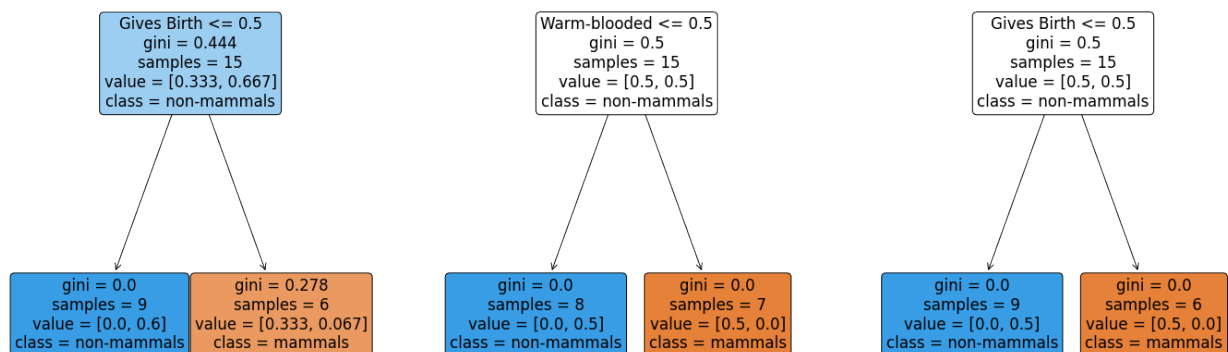 Gives Birth <= 0.5
gini = 0.444
samples = 15
value = [0.333, 0.667]
class = non-mammals
gini = 0.0
samples = 9
value = [0.0, 0.6]
class = non-mammals
gini = 0.278
samples = 6
value = [0.333, 0.067]
class = mammals
Warm-blooded <= 0.5
gini = 0.5
samples = 15
value = [0.5, 0.5]
class = non-mammals
gini = 0.0
samples = 8
value = [0.0, 0.5]
class = non-mammals
gini = 0.0
samples = 7
value = [0.5, 0.0]
class = mammals
Gives Birth <= 0.5
gini = 0.5
samples = 15
value = [0.5, 0.5]
class = non-mammals
gini = 0.0
samples = 9
value = [0.0, 0.5]
class = non-mammals
gini = 0.0
samples = 6
value = [0.5, 0.0]
class = mammals